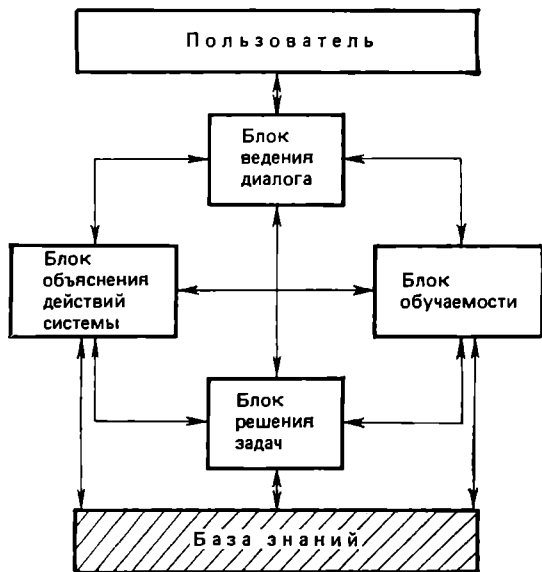 Пользователь
Блок
ведения
диалога
Блок
объяснения
действий
системы
Блок
обучаемости
Блок
решения
задач
База знаний